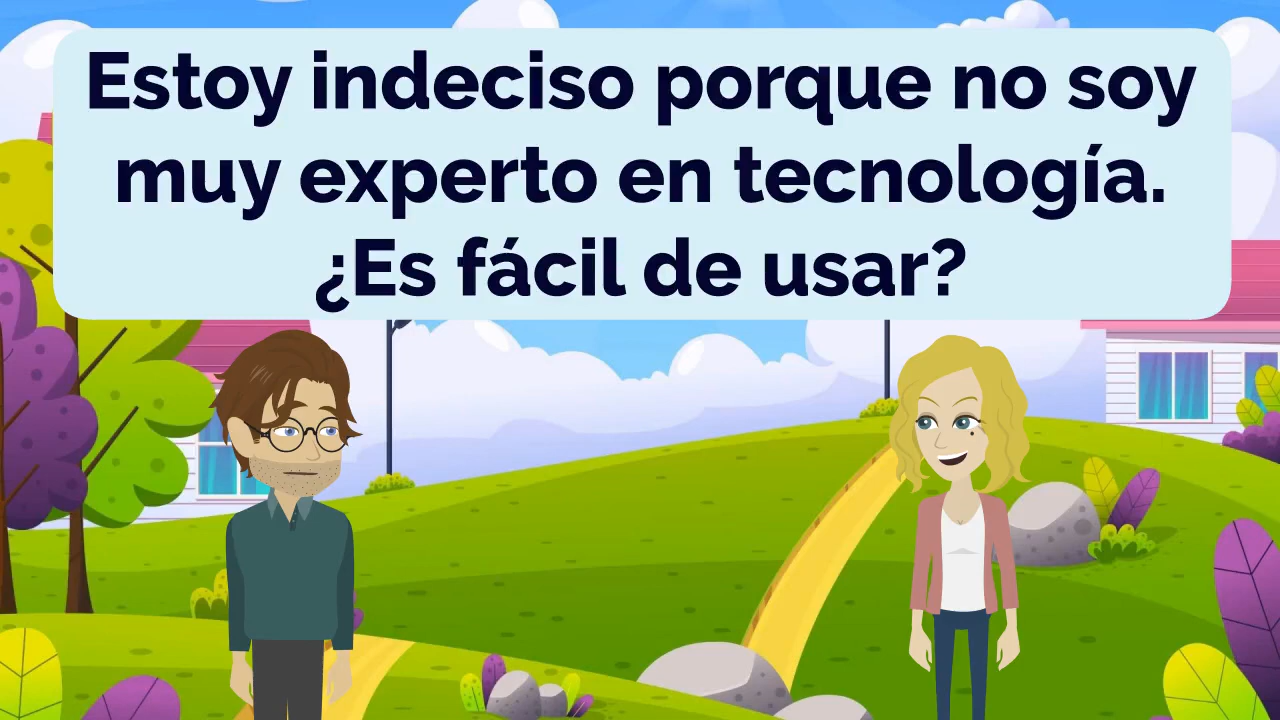 Estoy indeciso porque no soy
muy experto en tecnología.
¿Es fácil de usar?